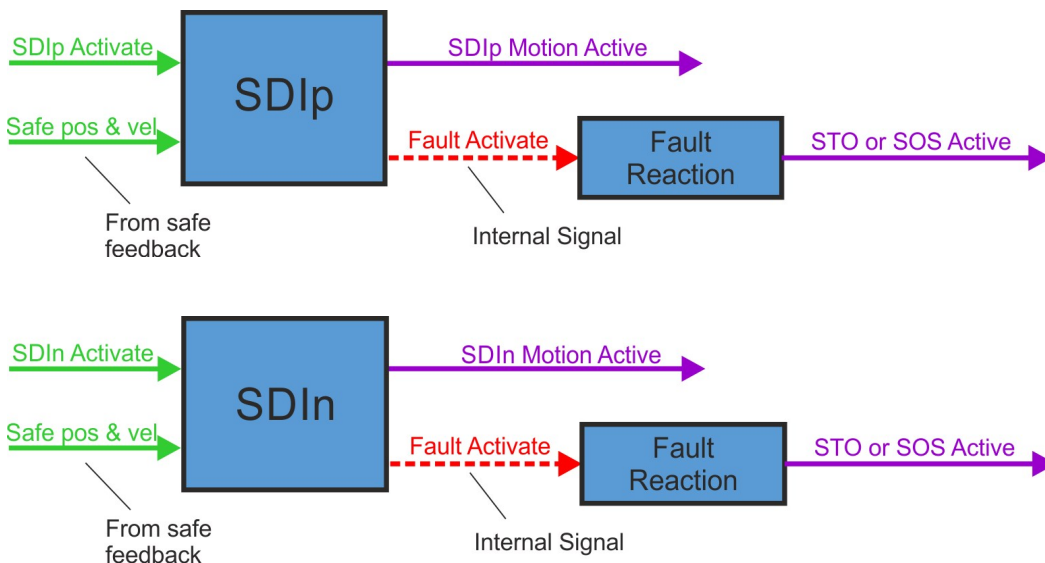 SDIp Activate
SDIp
SDIp Motion Active
Safe pos & vel
Fault Activate
Fault
Reaction
STO or SOS Active
From safe
feedback
Internal Signal
SDIn Activate
SDIn
SDIn Motion Active
Safe pos & vel
Fault Activate
Fault
Reaction
STO or SOS Active
From safe
feedback
Internal Signal